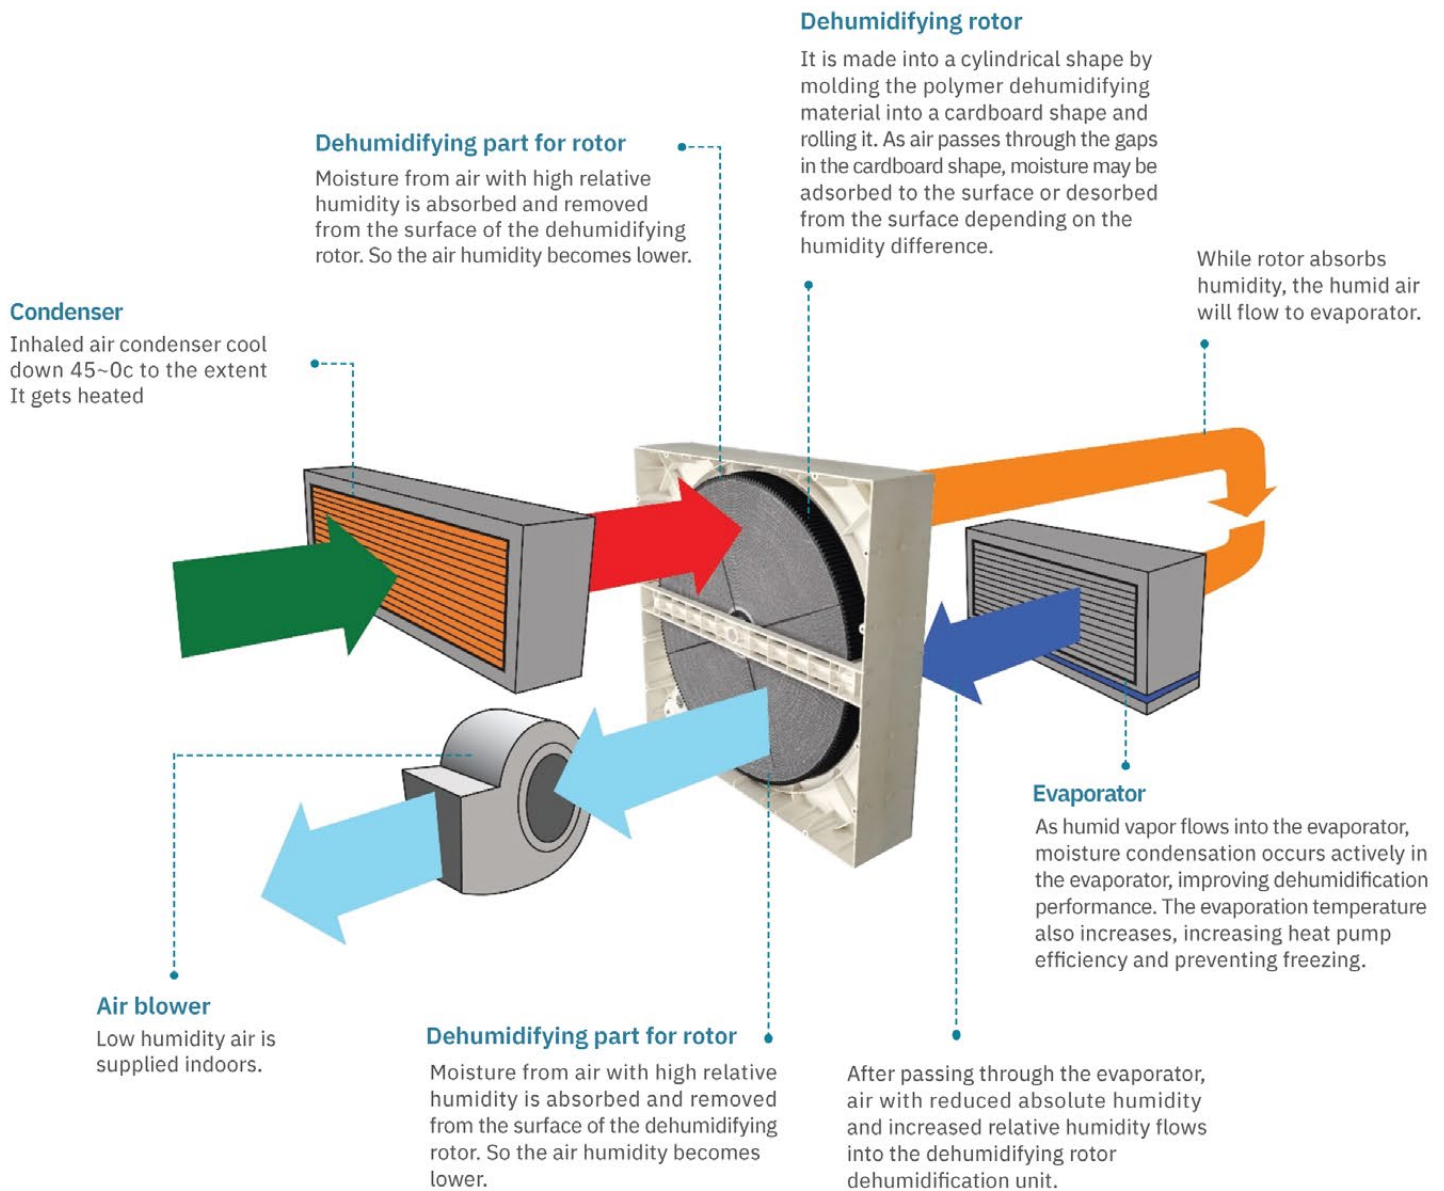 Dehumidifying rotor
It is made into a cylindrical shape by
molding the polymer dehumidifying
material into a cardboard shape and
rolling it. As air passes through the gaps
in the cardboard shape, moisture may be
adsorbed to the surface or desorbed
from the surface depending on the
humidity difference.
Dehumidifying part for rotor
Moisture from air with high relative
humidity is absorbed and removed
from the surface of the dehumidifying
rotor. So the air humidity becomes lower.
While rotor absorbs
humidity, the humid air
will flow to evaporator.
Condenser
Inhaled air condenser cool
down 45~0c to the extent
It gets heated
Evaporator
As humid vapor flows into the evaporator,
moisture condensation occurs actively in
the evaporator, improving dehumidification
performance. The evaporation temperature
also increases, increasing heat pump
efficiency and preventing freezing.
Air blower
Low humidity air is
supplied indoors.
Dehumidifying part for rotor
Moisture from air with high relative
humidity is absorbed and removed
from the surface of the dehumidifying
rotor. So the air humidity becomes
lower.
After passing through the evaporator,
air with reduced absolute humidity
and increased relative humidity flows
into the dehumidifying rotor
dehumidification unit.